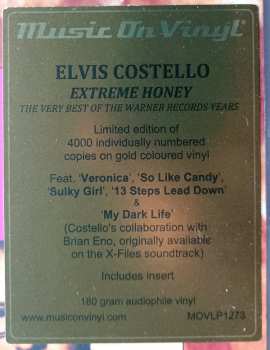 Music On Vinyl®
ELVIS COSTELLO
EXTREME HONEY
THE VERY BEST OF THE WARNER RECORDS YEARS
Limited edition of
4000 individually numbered
copies on gold coloured vinyl
Feat. 'Veronica', 'So Like Candy',
'Sulky Girl', '13 Steps Lead Down'
&
'My Dark Life'
(Costello's collaboration with
Brian Eno, originally available
on the X-Files soundtrack)
Includes insert
180 gram audiophile vinyl
www.musiconvinyl.com MOVLP1273